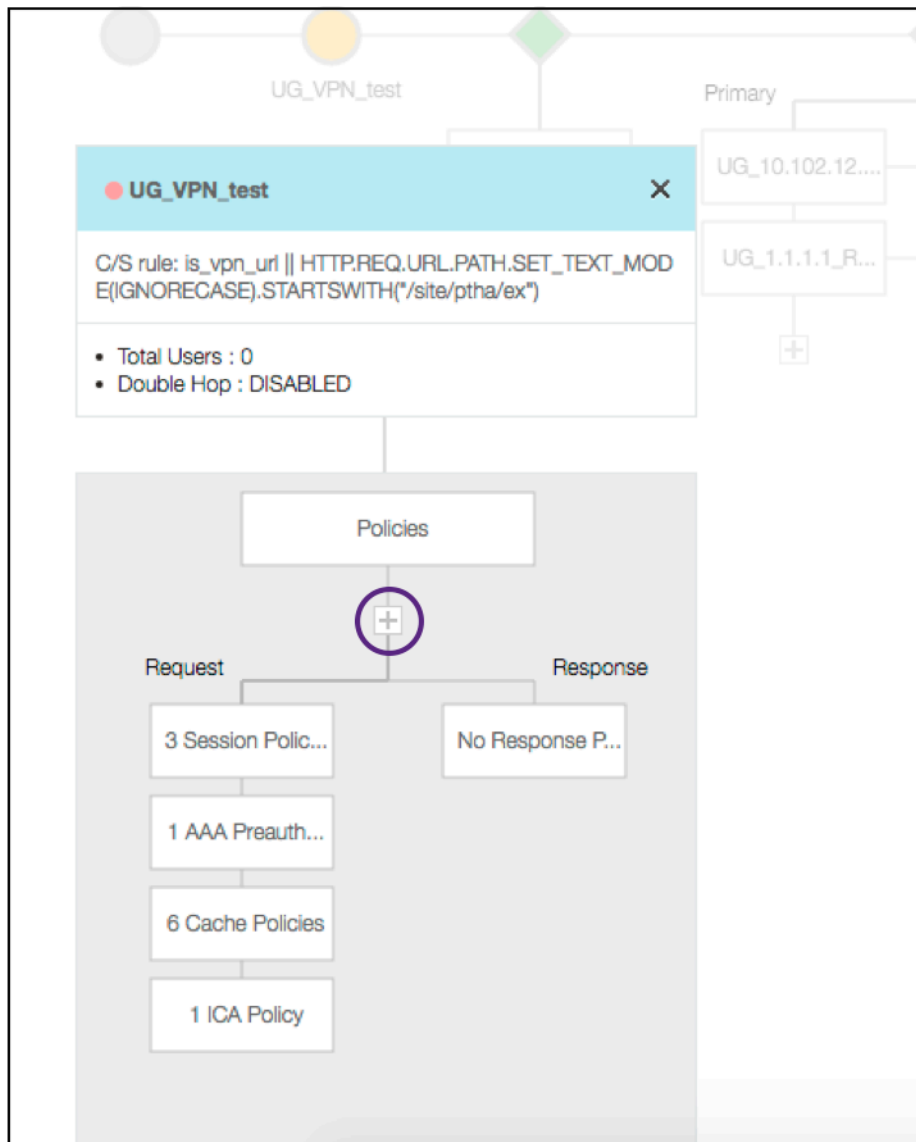 UG_VPN_test
Primary
UG_10.102.12....
UG_1.1.1.1_R...
UG_VPN_test
C/S rule: is_vpn_url || HTTP.REQ.URL.PATH.SET_TEXT_MOD
E(IGNORECASE).STARTSWITH("/site/ptha/ex")
• Total Users : 0
• Double Hop : DISABLED
Policies
Request
Response
3 Session Polic...
No Response P...
1 AAA Preauth...
6 Cache Policies
1 ICA Policy